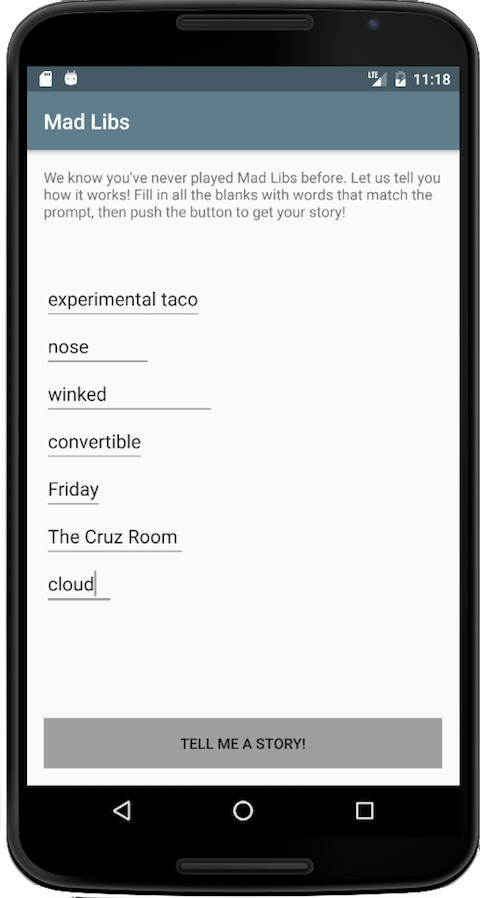 LTE 11:18
Mad Libs
We know you've never played Mad Libs before. Let us tell you
how it works! Fill in all the blanks with words that match the
prompt, then push the button to get your story!
experimental taco
nose
winked
convertible
Friday
The Cruz Room
cloud
TELL ME A STORY!